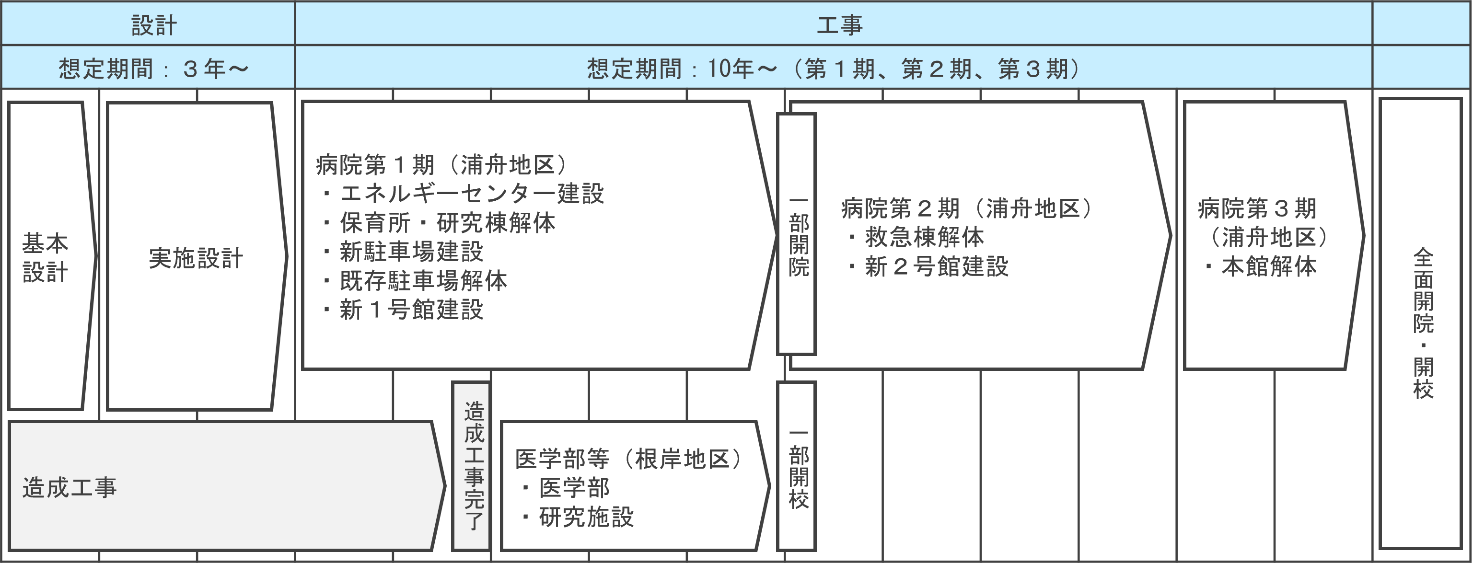 設計
工事
想定期間：３年～
想定期間：10年～（第１期、第２期、第３期）
基本
設計
実施設計
病院第１期（浦舟地区）
・エネルギーセンター建設
・保育所・研究棟解体
・新駐車場建設
・既存駐車場解体
・新１号館建設
一部開院
病院第２期（浦舟地区）
・救急棟解体
・新２号館建設
病院第３期
（浦舟地区）
・本館解体
全面開院・開校
造成工事
造成工事完了
医学部等（根岸地区）
・医学部
・研究施設
一部開校